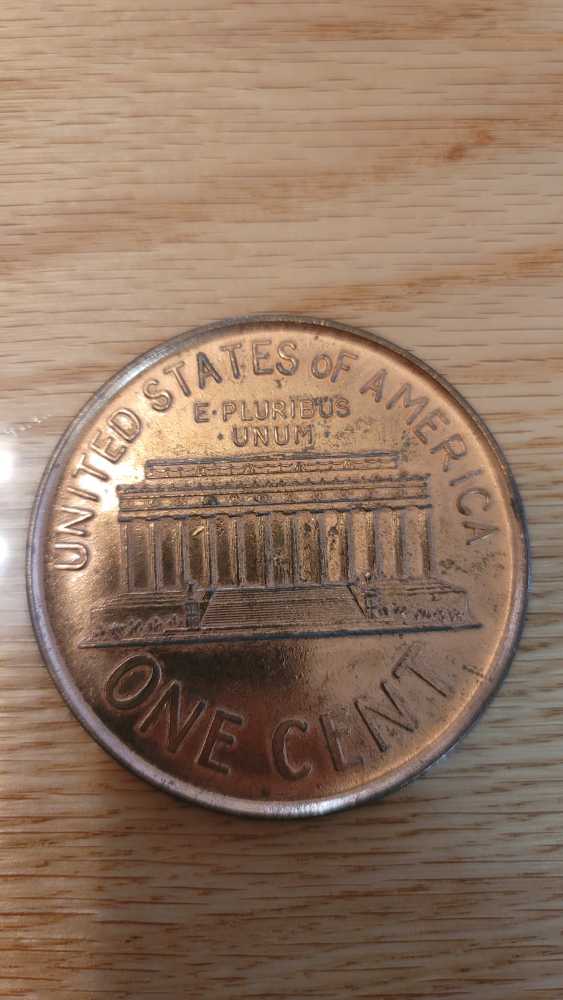 UNITED STATES OF AMERICA
E·PLURIBUS
·UNUM·
ONE CENT